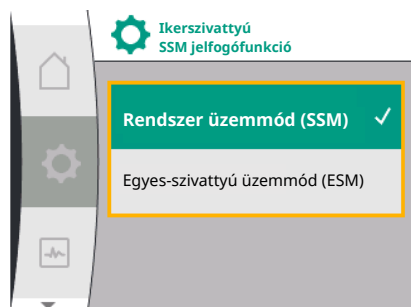 Ikerszivattyú
SSM jelfogófunkció
Rendszer üzemmód (SSM)
Egyes-szivattyú üzemmód (ESM)